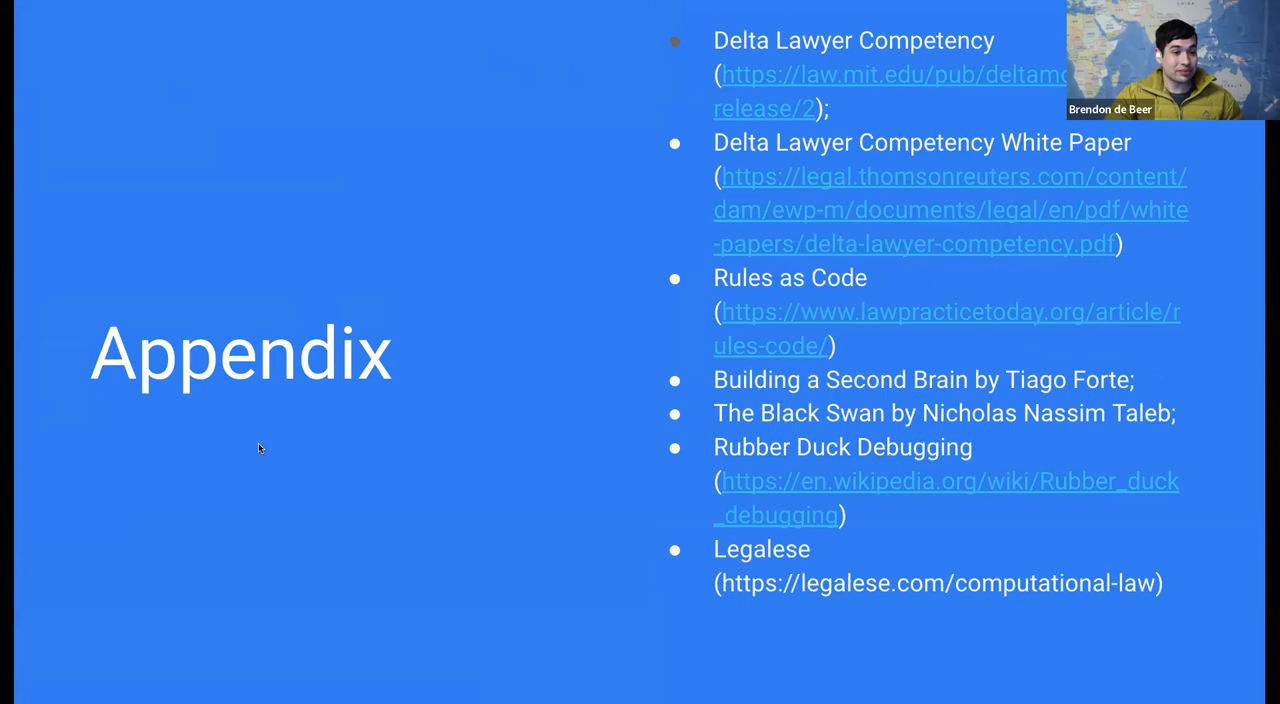 Appendix
Delta Lawyer Competency
(https://law.mit.edu/pub/deltamo
release/2);
Delta Lawyer Competency White Paper
(https://legal.thomsonreuters.com/content/
dam/ewp-m/documents/legal/en/pdf/white
-papers/delta-lawyer-competency.pdf)
Rules as Code
(https://www.lawpracticetoday.org/article/r
ules-code/)
Building a Second Brain by Tiago Forte;
The Black Swan by Nicholas Nassim Taleb;
Rubber Duck Debugging
(https://en.wikipedia.org/wiki/Rubber_duck
_debugging)
Legalese
(https://legalese.com/computational-law)
Brendon de Beer